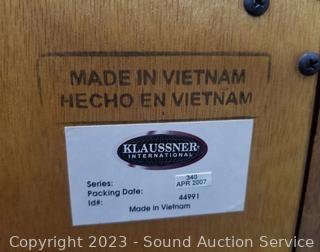 MADE IN VIETNAM
HECHO EN VIETNAM
KLAUSSNER
INTERNATIONAL
Series: 340
Packing Date: APR 2007
Id#: 44991
Made in Vietnam
Copyright 2023 - Sound Auction Service